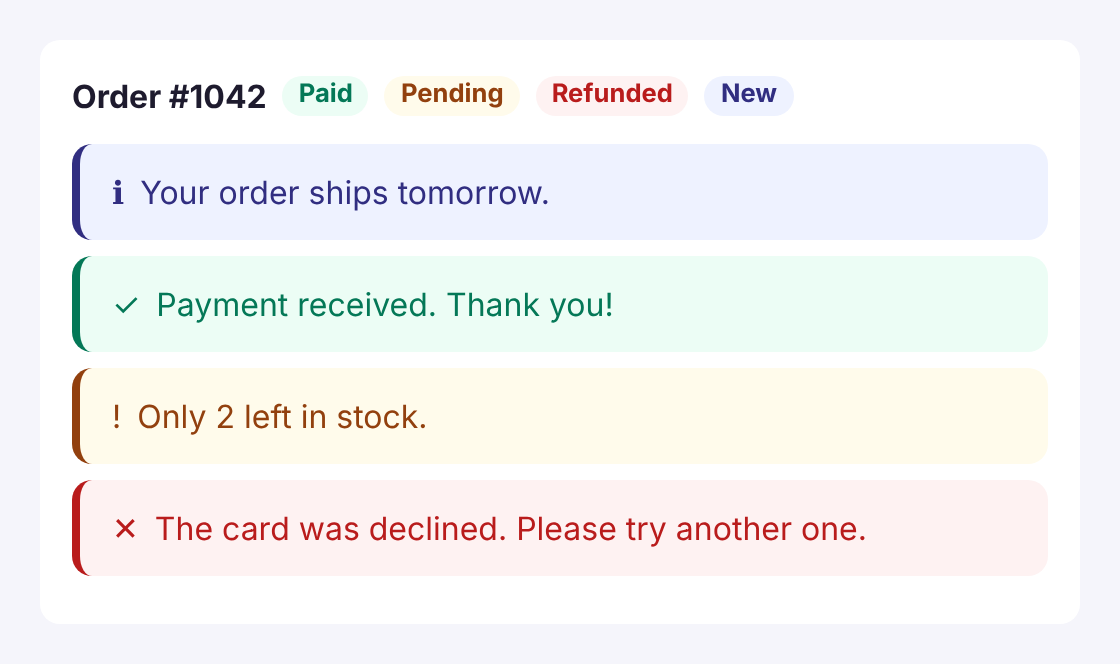 Order #1042 Paid Pending Refunded New
ℹ Your order ships tomorrow.
✓ Payment received. Thank you!
! Only 2 left in stock.
✕ The card was declined. Please try another one.